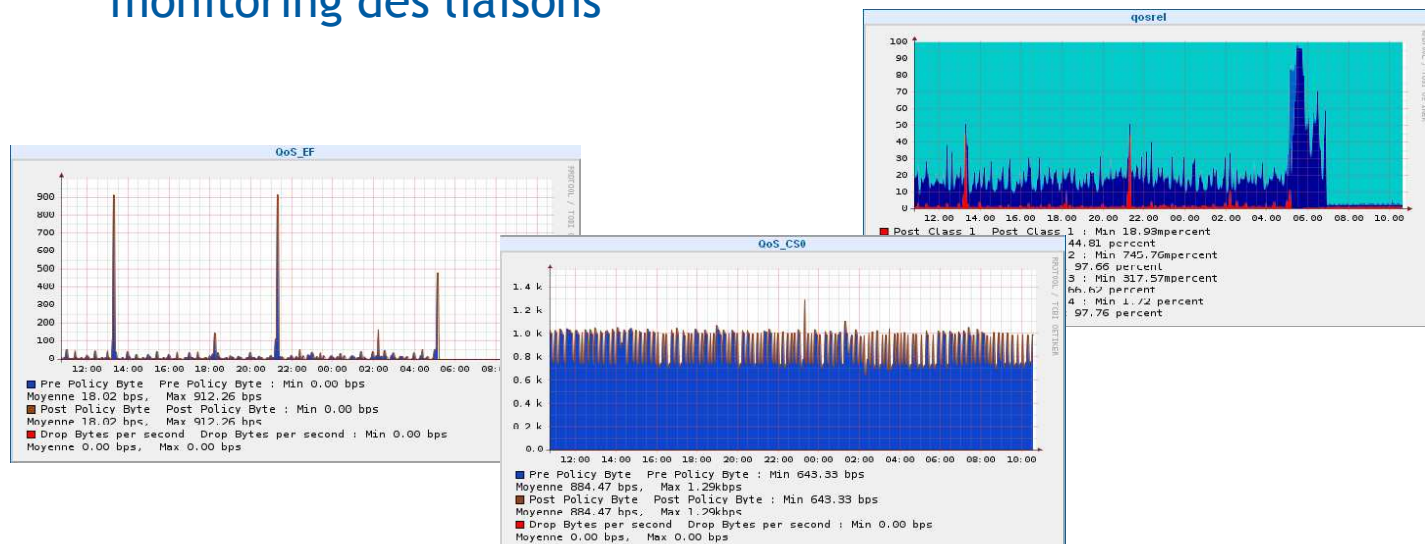 monitoring des liaisons
qosrel
100
90
80
70
60
50
40
30
20
10
0
12.00 14.00 16.00 18.00 20.00 22.00 00.00 02.00 04.00 06.00 08.00 10.00
Post Class 1 Post Class 1 : Min 18.93mpercent
44.81 percent
2 : Min 745.76mpercent
97.66 percent
3 : Min 317.57mpercent
66.62 percent
4 : Min 1.72 percent
97.76 percent
QoS_EF
900
800
700
600
500
400
300
200
100
0
12:00 14:00 16:00 18:00 20:00 22:00 00:00 02:00 04:00 06:00 08:
Pre Policy Byte Pre Policy Byte : Min 0.00 bps
Moyenne 18.02 bps, Max 912.26 bps
Post Policy Byte Post Policy Byte : Min 0.00 bps
Moyenne 18.02 bps, Max 912.26 bps
Drop Bytes per second Drop Bytes per second : Min 0.00 bps
Moyenne 0.00 bps, Max 0.00 bps
QoS_CS0
1.4 k
1.2 k
1.0 k
0.8 k
0.6 k
0.4 k
0.2 k
0.0
12:00 14:00 16:00 18:00 20:00 22:00 00:00 02:00 04:00 06:00 08:00 10:00
RRDTOOL / TOBI OETIKER
Pre Policy Byte Pre Policy Byte : Min 643.33 bps
Moyenne 884.47 bps, Max 1.29kbps
Post Policy Byte Post Policy Byte : Min 643.33 bps
Moyenne 884.47 bps, Max 1.29kbps
Drop Bytes per second Drop Bytes per second : Min 0.00 bps
Moyenne 0.00 bps, Max 0.00 bps